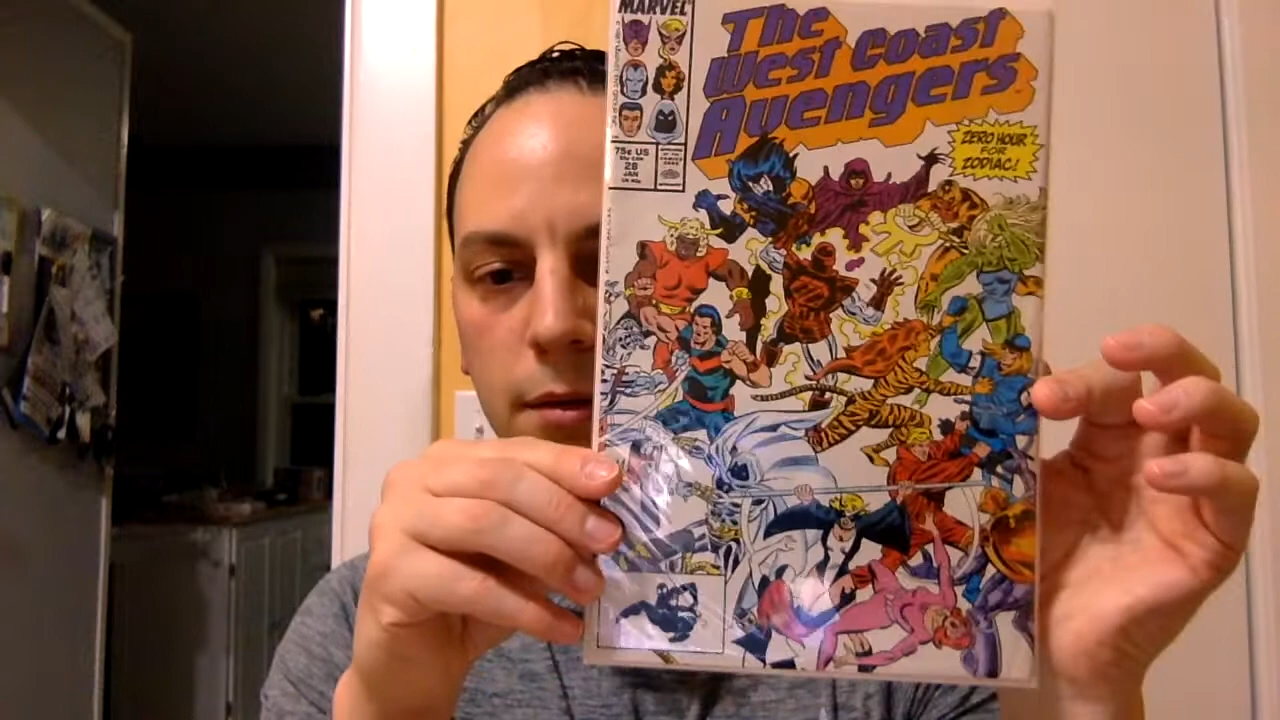 MARVEL
The
West Coast
Avengers
75¢ US
28
JAN
ZERO HOUR
FOR
ZODIAC!